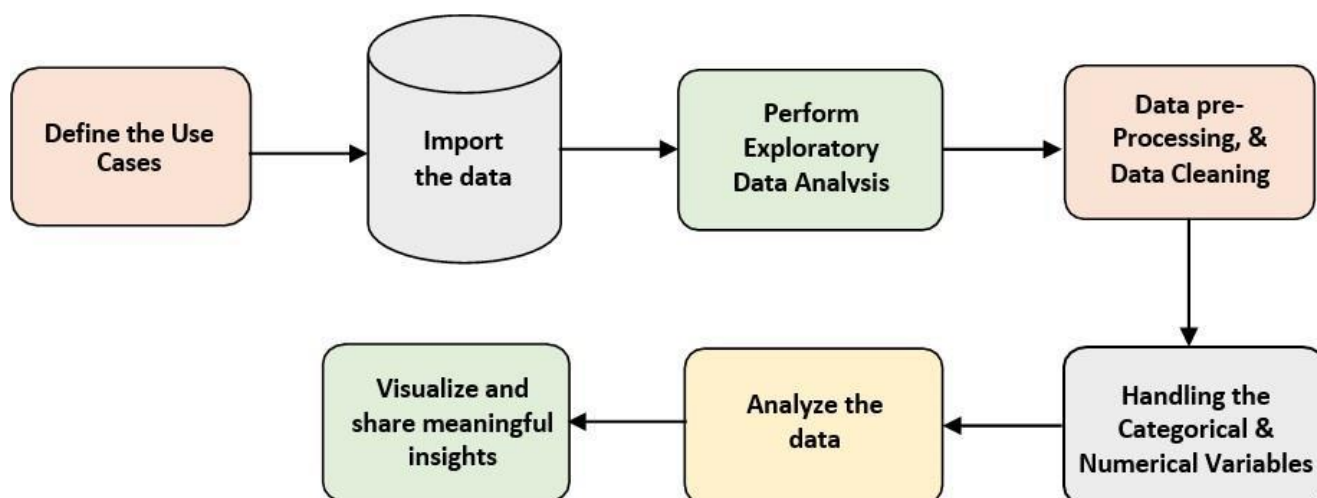 Define the Use
Cases
Import
the data
Perform
Exploratory
Data Analysis
Data pre-
Processing, &
Data Cleaning
Handling the
Categorical &
Numerical Variables
Analyze the
data
Visualize and
share meaningful
insights